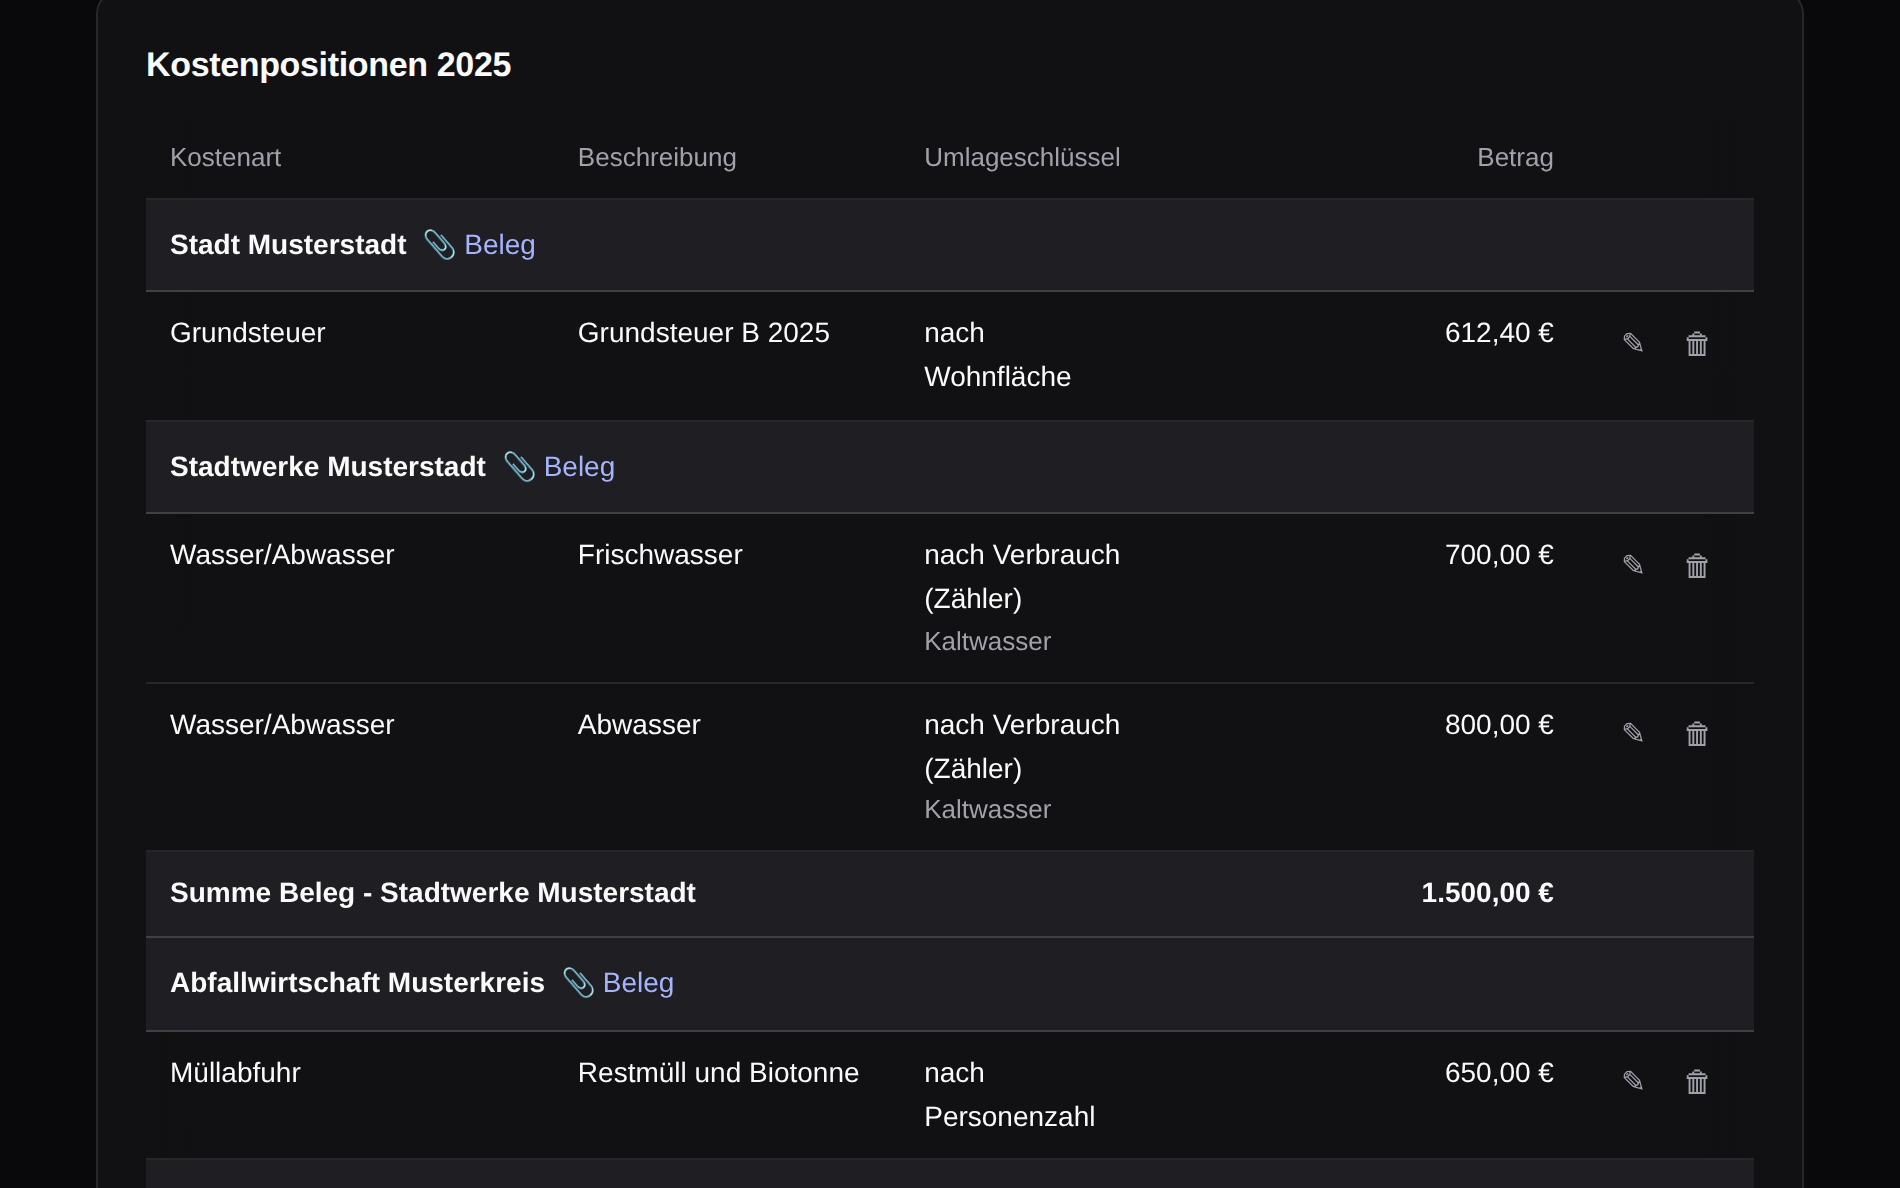 Kostenpositionen 2025
Kostenart Beschreibung Umlageschlüssel Betrag
Stadt Musterstadt 📎 Beleg
Grundsteuer Grundsteuer B 2025 nach 612,40 €
Wohnfläche
Stadtwerke Musterstadt 📎 Beleg
Wasser/Abwasser Frischwasser nach Verbrauch 700,00 €
(Zähler)
Kaltwasser
Wasser/Abwasser Abwasser nach Verbrauch 800,00 €
(Zähler)
Kaltwasser
Summe Beleg - Stadtwerke Musterstadt 1.500,00 €
Abfallwirtschaft Musterkreis 📎 Beleg
Müllabfuhr Restmüll und Biotonne nach 650,00 €
Personenzahl